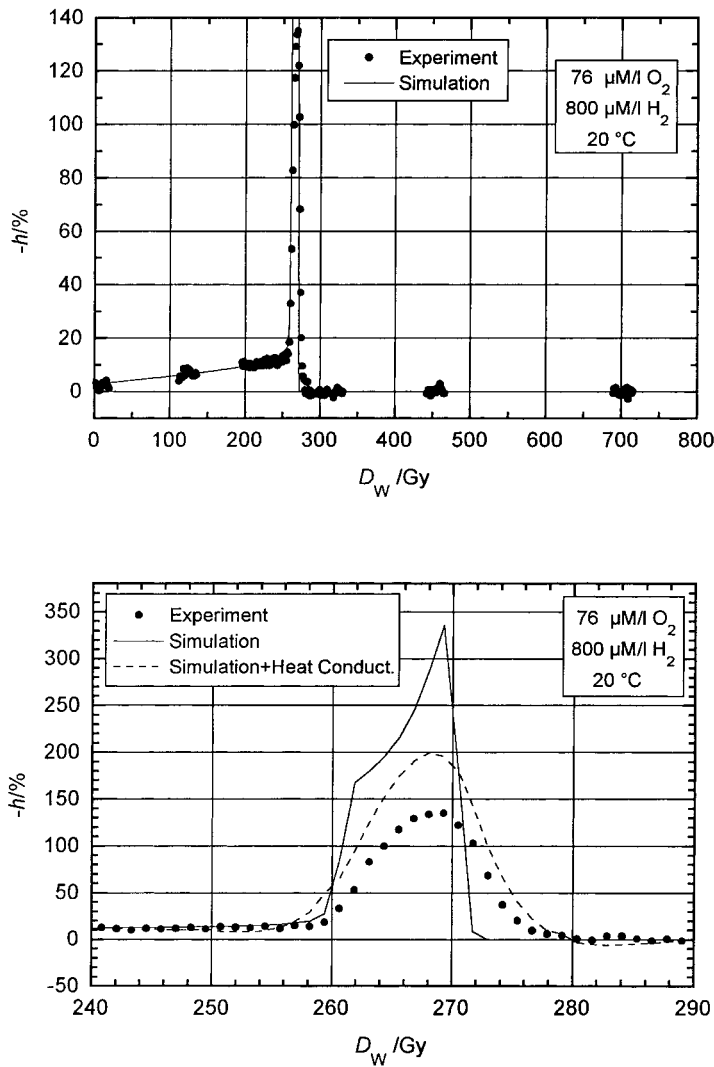 140
120
100
80
60
40
20
0
-h/%
Experiment
Simulation
76 µM/l O2
800 µM/l H2
20 °C
0 100 200 300 400 500 600 700 800
DW /Gy
350
300
250
200
150
100
50
0
-50
-h/%
Experiment
Simulation
Simulation+Heat Conduct.
76 µM/l O2
800 µM/l H2
20 °C
240 250 260 270 280 290
DW /Gy